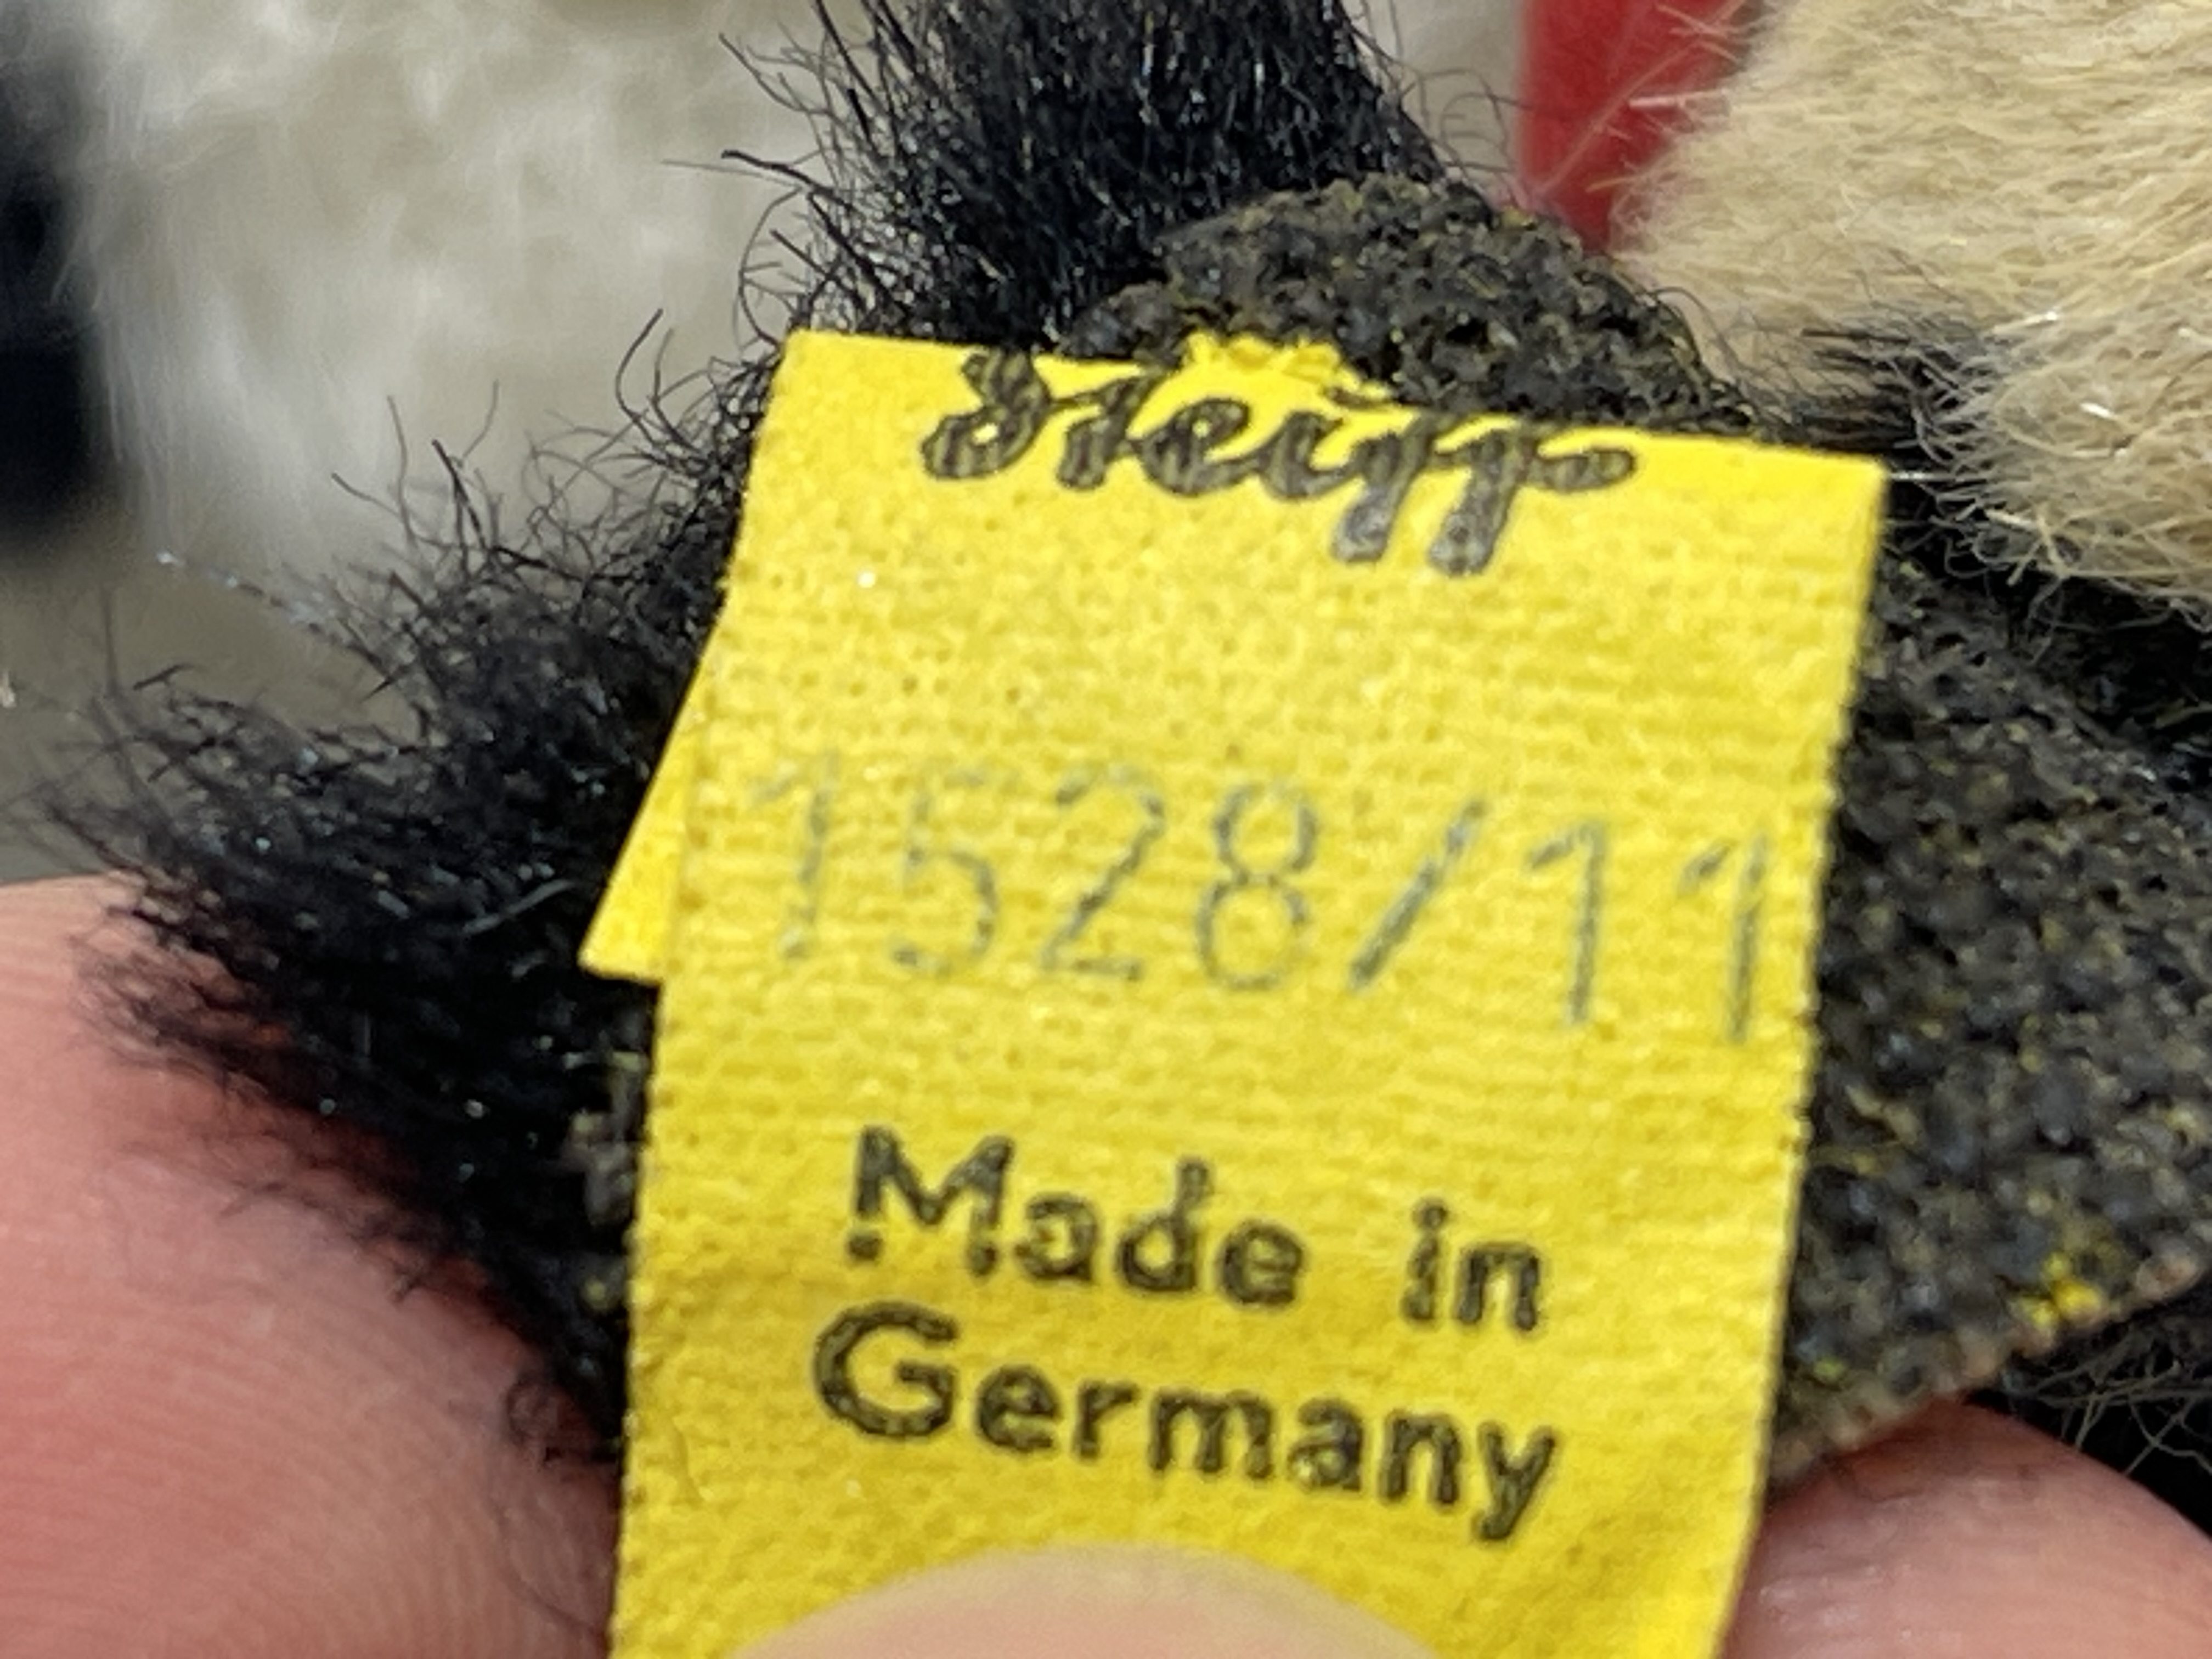 Steiff
1528/11
Made in
Germany